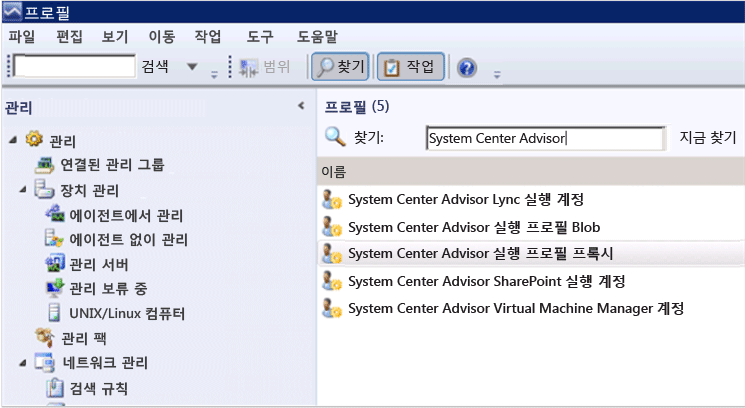 프로필
파일 편집 보기 이동 작업 도구 도움말
검색 범위 찾기 작업
관리
관리
연결된 관리 그룹
장치 관리
에이전트에서 관리
에이전트 없이 관리
관리 서버
관리 보류 중
UNIX/Linux 컴퓨터
관리 팩
네트워크 관리
검색 규칙
프로필 (5)
찾기: System Center Advisor 지금 찾기
이름
System Center Advisor Lync 실행 계정
System Center Advisor 실행 프로필 Blob
System Center Advisor 실행 프로필 프록시
System Center Advisor SharePoint 실행 계정
System Center Advisor Virtual Machine Manager 계정